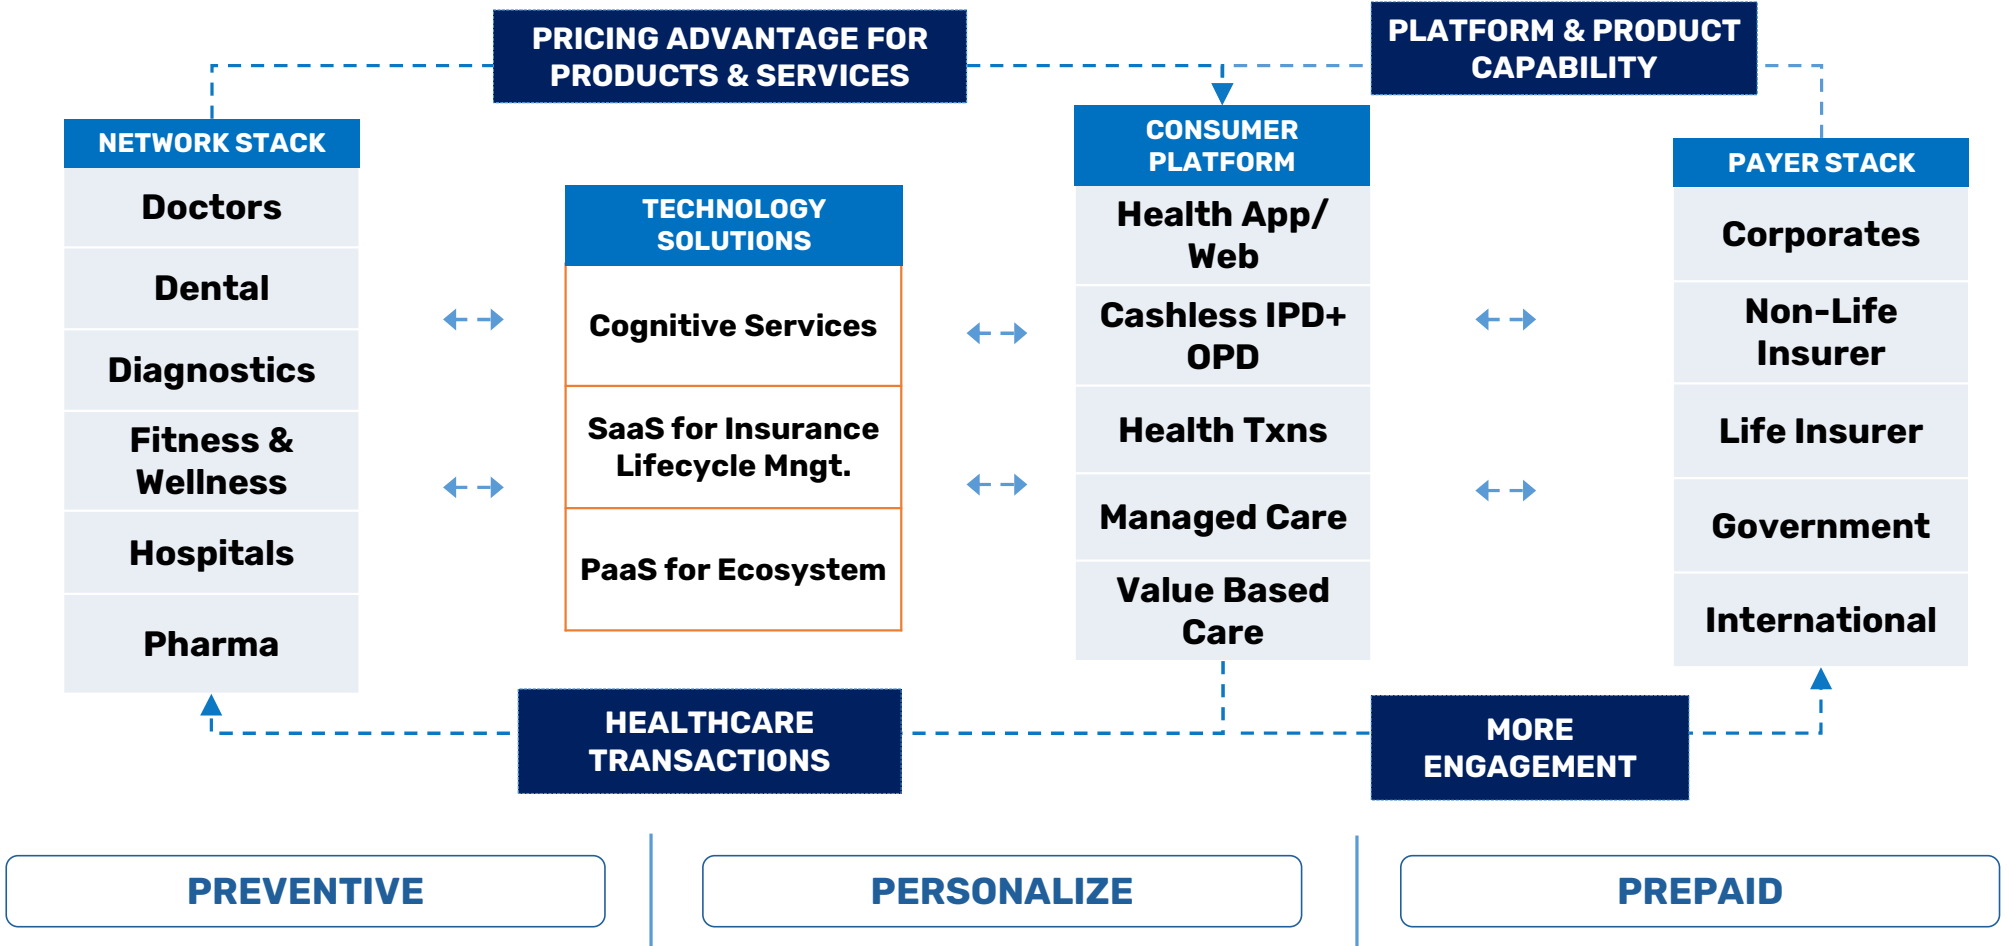 PRICING ADVANTAGE FOR
PRODUCTS & SERVICES
PLATFORM & PRODUCT
CAPABILITY
NETWORK STACK
Doctors
Dental
Diagnostics
Fitness &
Wellness
Hospitals
Pharma
TECHNOLOGY
SOLUTIONS
Cognitive Services
SaaS for Insurance
Lifecycle Mngt.
PaaS for Ecosystem
CONSUMER
PLATFORM
Health App/
Web
Cashless IPD+
OPD
Health Txns
Managed Care
Value Based
Care
PAYER STACK
Corporates
Non-Life
Insurer
Life Insurer
Government
International
HEALTHCARE
TRANSACTIONS
MORE
ENGAGEMENT
PREVENTIVE
PERSONALIZE
PREPAID